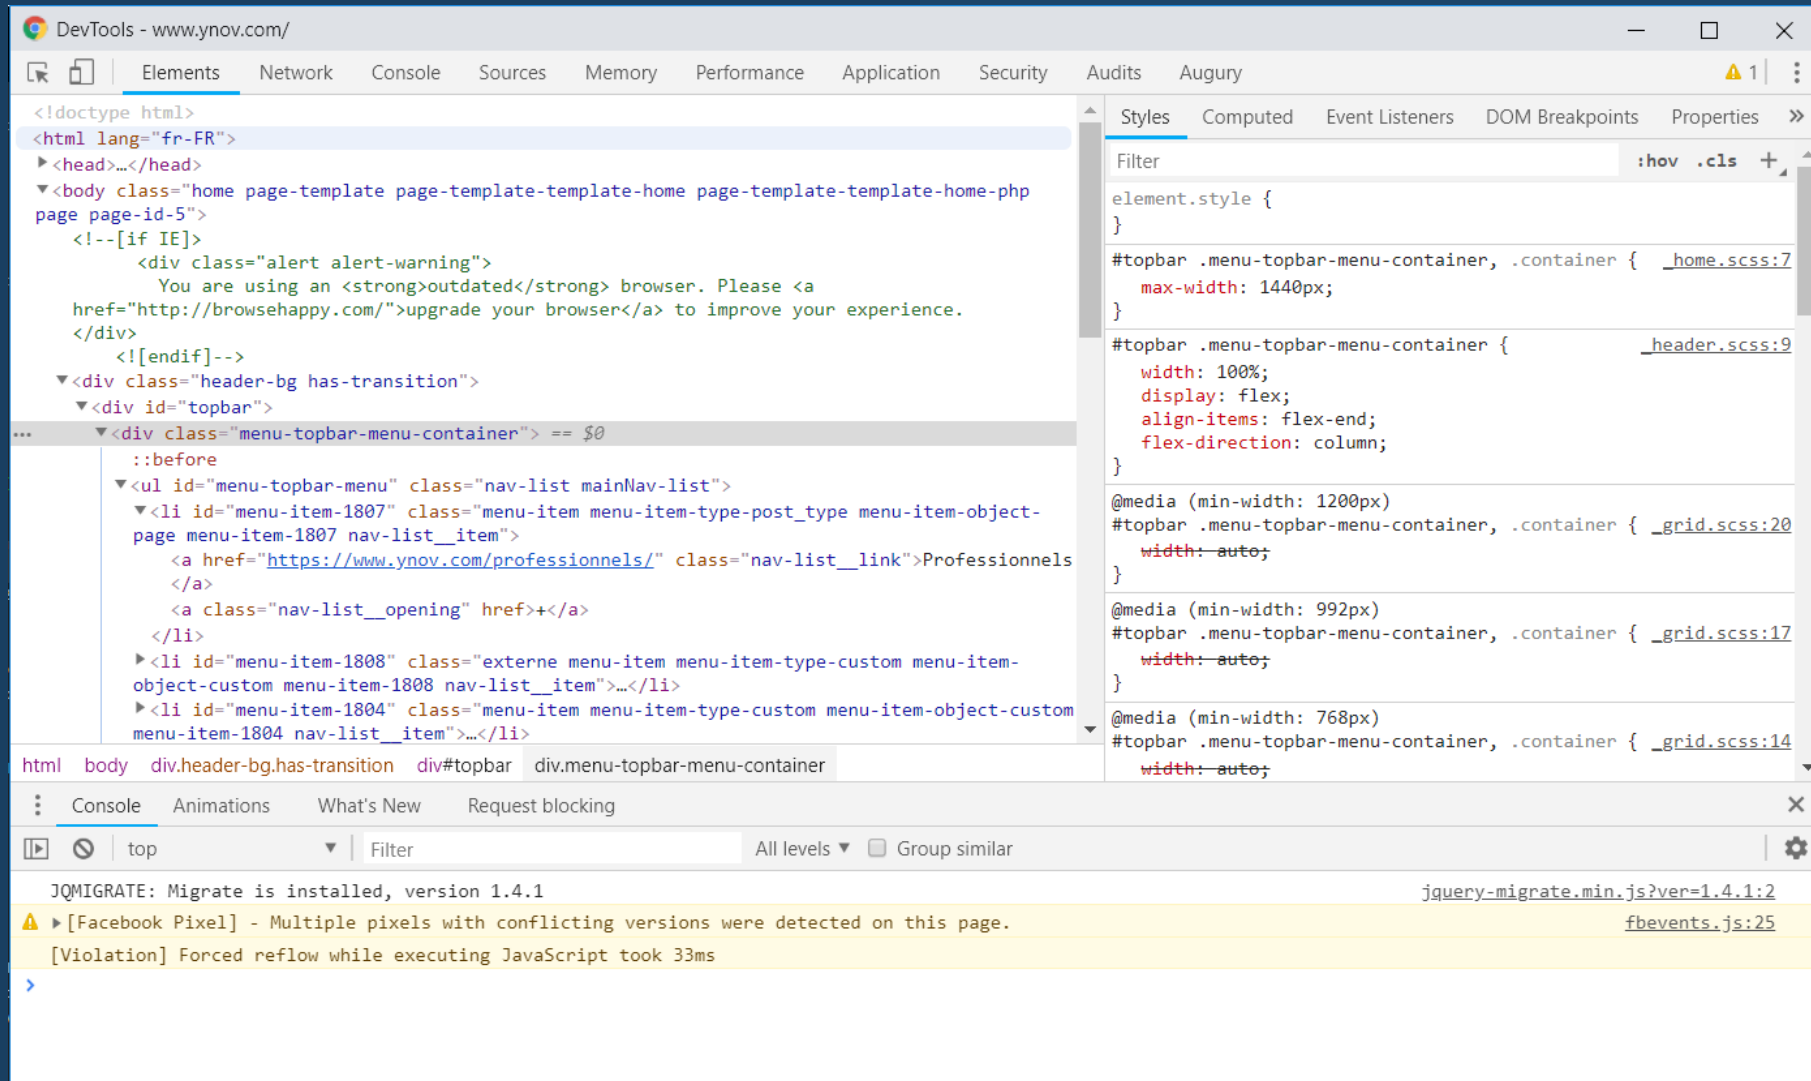 DevTools - www.ynov.com/
Elements Network Console Sources Memory Performance Application Security Audits Augury 1
<!doctype html>
<html lang="fr-FR">
<head>…</head>
<body class="home page-template page-template-template-home page-template-template-home-php
page page-id-5">
<!--[if IE]>
<div class="alert alert-warning">
You are using an <strong>outdated</strong> browser. Please <a
href="http://browsehappy.com/">upgrade your browser</a> to improve your experience.
</div>
<![endif]-->
<div class="header-bg has-transition">
<div id="topbar">
… <div class="menu-topbar-menu-container"> == $0
::before
<ul id="menu-topbar-menu" class="nav-list mainNav-list">
<li id="menu-item-1807" class="menu-item menu-item-type-post_type menu-item-object-
page menu-item-1807 nav-list__item">
<a href="https://www.ynov.com/professionnels/" class="nav-list__link">Professionnels
</a>
<a class="nav-list__opening" href>+</a>
</li>
<li id="menu-item-1808" class="externe menu-item menu-item-type-custom menu-item-
object-custom menu-item-1808 nav-list__item">…</li>
<li id="menu-item-1804" class="menu-item menu-item-type-custom menu-item-object-custom
menu-item-1804 nav-list__item">…</li>
html body div.header-bg.has-transition div#topbar div.menu-topbar-menu-container
Styles Computed Event Listeners DOM Breakpoints Properties »
Filter :hov .cls +
element.style {
}
#topbar .menu-topbar-menu-container, .container { _home.scss:7
max-width: 1440px;
}
#topbar .menu-topbar-menu-container { _header.scss:9
width: 100%;
display: flex;
align-items: flex-end;
flex-direction: column;
}
@media (min-width: 1200px)
#topbar .menu-topbar-menu-container, .container { _grid.scss:20
width: auto;
}
@media (min-width: 992px)
#topbar .menu-topbar-menu-container, .container { _grid.scss:17
width: auto;
}
@media (min-width: 768px)
#topbar .menu-topbar-menu-container, .container { _grid.scss:14
width: auto;
Console Animations What's New Request blocking
top Filter All levels Group similar
JQMIGRATE: Migrate is installed, version 1.4.1 jquery-migrate.min.js?ver=1.4.1:2
[Facebook Pixel] - Multiple pixels with conflicting versions were detected on this page. fbevents.js:25
[Violation] Forced reflow while executing JavaScript took 33ms